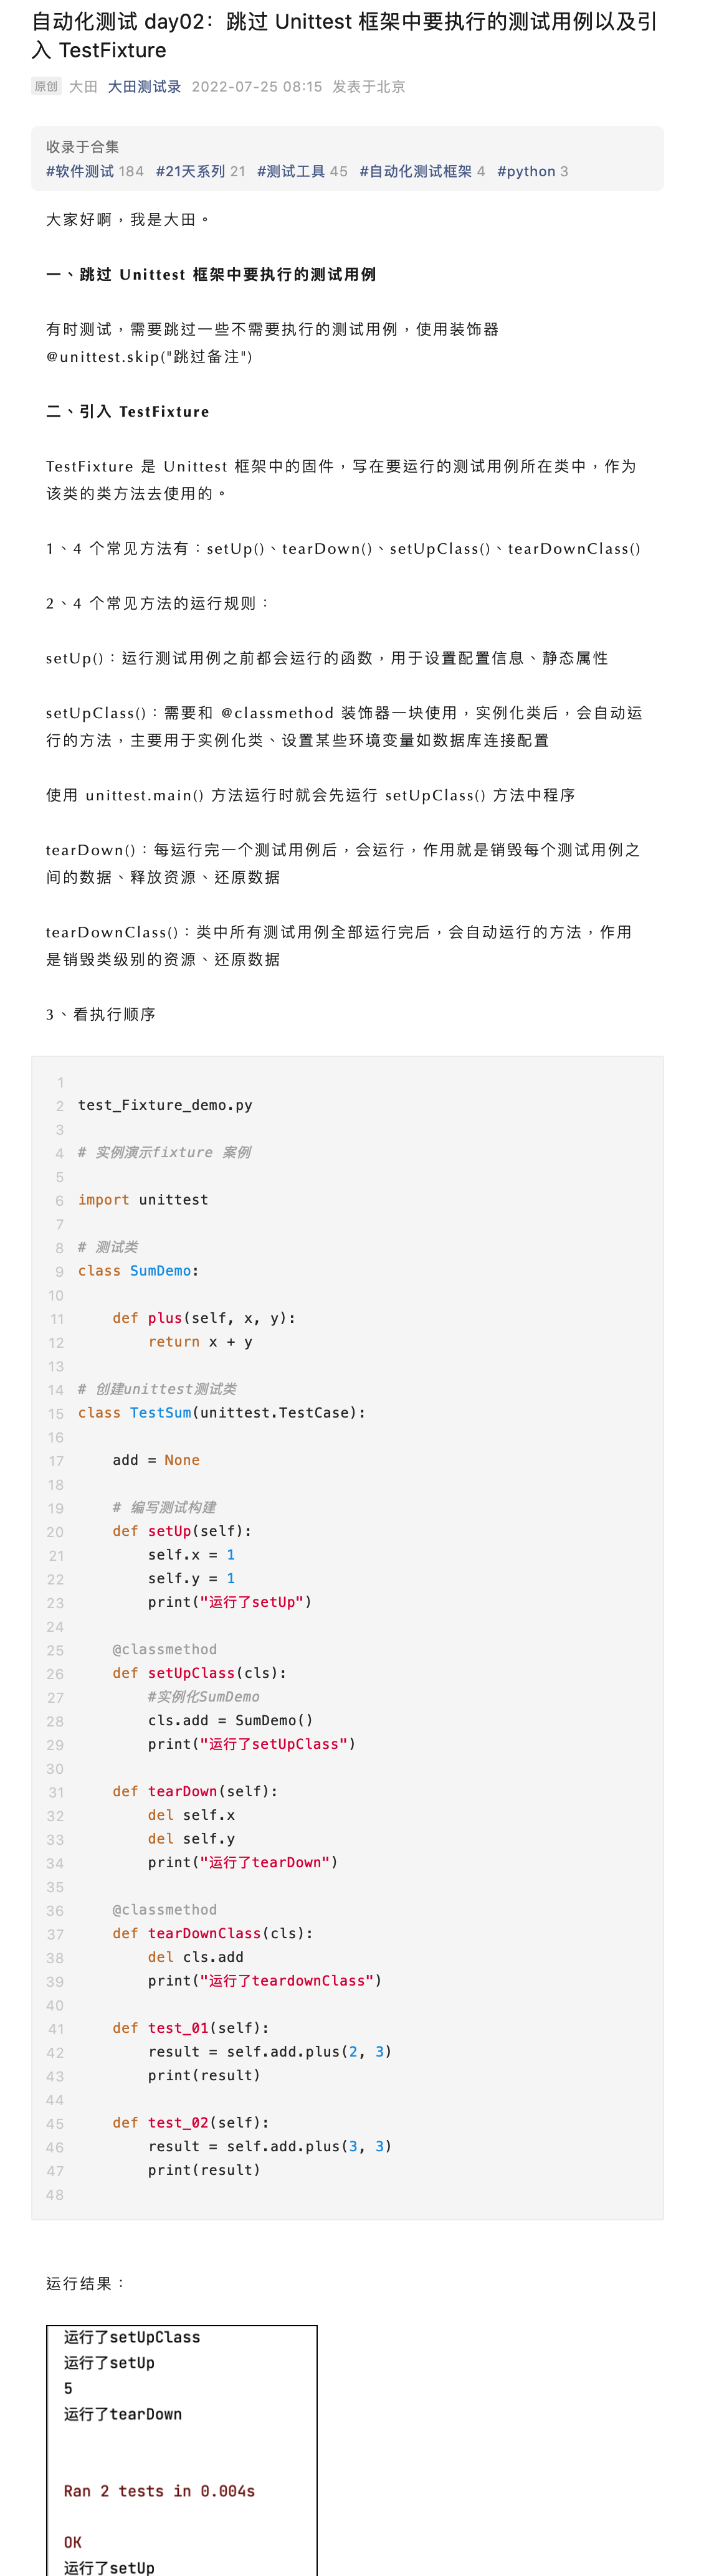 自动化测试 day02：跳过 Unittest 框架中要执行的测试用例以及引
入 TestFixture
原创 大田 大田测试录 2022-07-25 08:15 发表于北京
收录于合集
#软件测试 184 #21天系列 21 #测试工具 45 #自动化测试框架 4 #python 3
大家好啊，我是大田。
一、跳过 Unittest 框架中要执行的测试用例
有时测试，需要跳过一些不需要执行的测试用例，使用装饰器
@unittest.skip("跳过备注")
二、引入 TestFixture
TestFixture 是 Unittest 框架中的固件，写在要运行的测试用例所在类中，作为
该类的类方法去使用的。
1、4 个常见方法有：setUp()、tearDown()、setUpClass()、tearDownClass()
2、4 个常见方法的运行规则：
setUp()：运行测试用例之前都会运行的函数，用于设置配置信息、静态属性
setUpClass()：需要和 @classmethod 装饰器一块使用，实例化类后，会自动运
行的方法，主要用于实例化类、设置某些环境变量如数据库连接配置
使用 unittest.main() 方法运行时就会先运行 setUpClass() 方法中程序
tearDown()：每运行完一个测试用例后，会运行，作用就是销毁每个测试用例之
间的数据、释放资源、还原数据
tearDownClass()：类中所有测试用例全部运行完后，会自动运行的方法，作用
是销毁类级别的资源、还原数据
3、看执行顺序
1
2 test_Fixture_demo.py
3
4 # 实例演示fixture 案例
5
6 import unittest
7
8 # 测试类
9 class SumDemo:
10
11     def plus(self, x, y):
12         return x + y
13
14 # 创建unittest测试类
15 class TestSum(unittest.TestCase):
16
17     add = None
18
19     # 编写测试构建
20     def setUp(self):
21         self.x = 1
22         self.y = 1
23         print("运行了setUp")
24
25     @classmethod
26     def setUpClass(cls):
27         #实例化SumDemo
28         cls.add = SumDemo()
29         print("运行了setUpClass")
30
31     def tearDown(self):
32         del self.x
33         del self.y
34         print("运行了tearDown")
35
36     @classmethod
37     def tearDownClass(cls):
38         del cls.add
39         print("运行了teardownClass")
40
41     def test_01(self):
42         result = self.add.plus(2, 3)
43         print(result)
44
45     def test_02(self):
46         result = self.add.plus(3, 3)
47         print(result)
48
运行结果：
运行了setUpClass
运行了setUp
5
运行了tearDown
Ran 2 tests in 0.004s
OK
运行了setUp